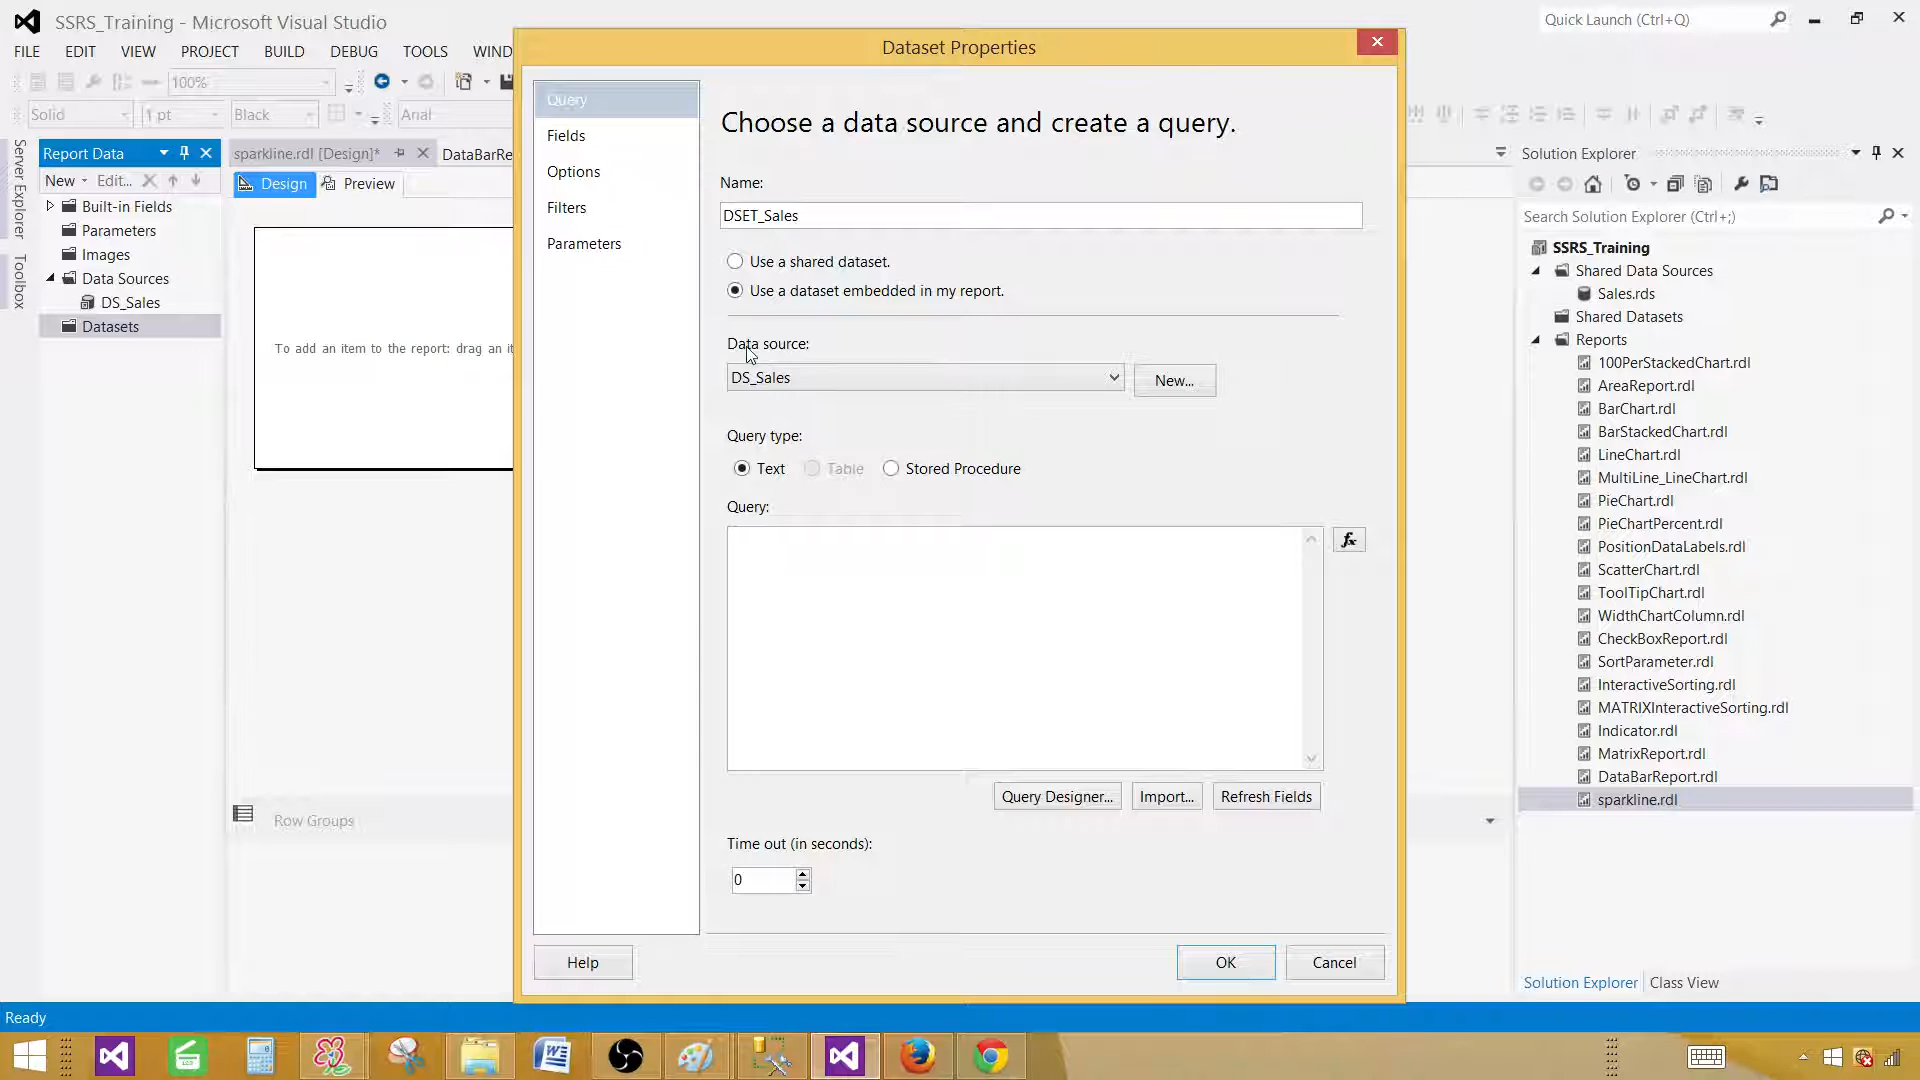 SSRS_Training - Microsoft Visual Studio
Quick Launch (Ctrl+Q)
FILE EDIT VIEW PROJECT BUILD DEBUG TOOLS WIND
100%
Solid 1 pt Black Arial
Server Explorer
Toolbox
Report Data
New Edit...
Built-in Fields
Parameters
Images
Data Sources
DS_Sales
Datasets
sparkline.rdl [Design]* DataBarRe
Design Preview
To add an item to the report: drag an it
Row Groups
Dataset Properties
Query
Fields
Options
Filters
Parameters
Choose a data source and create a query.
Name:
DSET_Sales
Use a shared dataset.
Use a dataset embedded in my report.
Data source:
DS_Sales New...
Query type:
Text Table Stored Procedure
Query:
fx
Query Designer... Import... Refresh Fields
Time out (in seconds):
0
Help OK Cancel
Solution Explorer
Search Solution Explorer (Ctrl+;)
SSRS_Training
Shared Data Sources
Sales.rds
Shared Datasets
Reports
100PerStackedChart.rdl
AreaReport.rdl
BarChart.rdl
BarStackedChart.rdl
LineChart.rdl
MultiLine_LineChart.rdl
PieChart.rdl
PieChartPercent.rdl
PositionDataLabels.rdl
ScatterChart.rdl
ToolTipChart.rdl
WidthChartColumn.rdl
CheckBoxReport.rdl
SortParameter.rdl
InteractiveSorting.rdl
MATRIXInteractiveSorting.rdl
Indicator.rdl
MatrixReport.rdl
DataBarReport.rdl
sparkline.rdl
Solution Explorer Class View
Ready